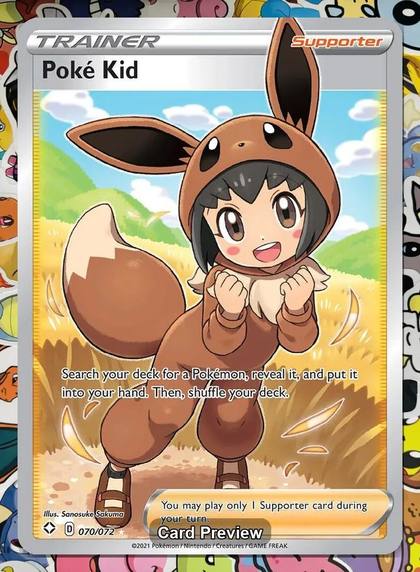 TRAINER
Supporter
Poké Kid
Search your deck for a Pokémon, reveal it, and put it
into your hand. Then, shuffle your deck.
Illus. Sanosuke Sakuma
D 070/072
You may play only 1 Supporter card during
your turn.
Card Preview
©2021 Pokémon / Nintendo / Creatures / GAME FREAK